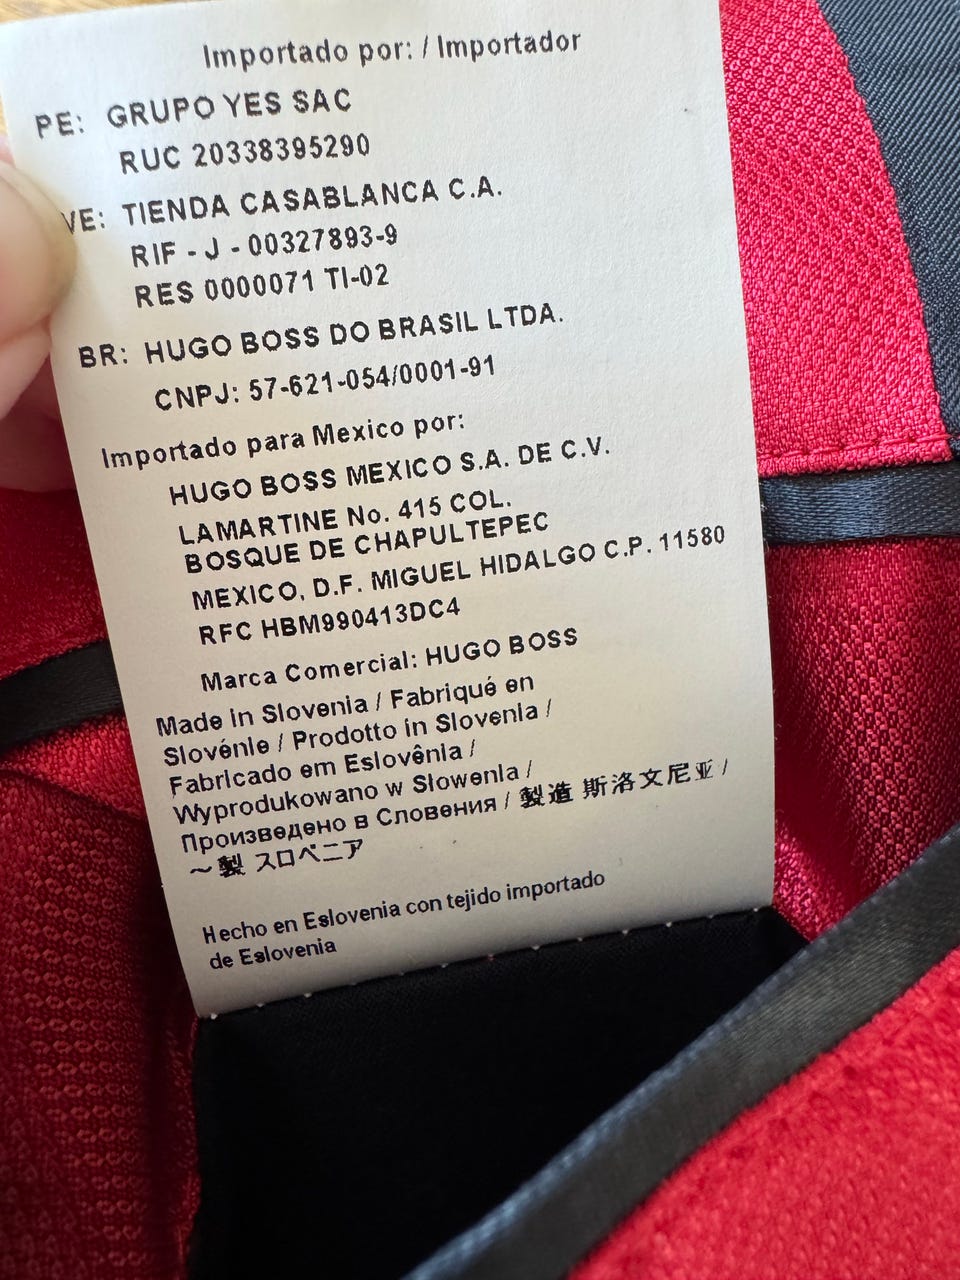 Importado por: / Importador
PE: GRUPO YES SAC
RUC 20338395290
VE: TIENDA CASABLANCA C.A.
RIF - J - 00327893-9
RES 0000071 TI-02
BR: HUGO BOSS DO BRASIL LTDA.
CNPJ: 57-621-054/0001-91
Importado para Mexico por:
HUGO BOSS MEXICO S.A. DE C.V.
LAMARTINE No. 415 COL.
BOSQUE DE CHAPULTEPEC
MEXICO, D.F. MIGUEL HIDALGO C.P. 11580
RFC HBM990413DC4
Marca Comercial: HUGO BOSS
Made in Slovenia / Fabriqué en
Slovénie / Prodotto in Slovenia /
Fabricado em Eslovênia /
Wyprodukowano w Słowenia /
Произведено в Словения / 製造 斯洛文尼亚 /
～製 スロベニア
Hecho en Eslovenia con tejido importado
de Eslovenia